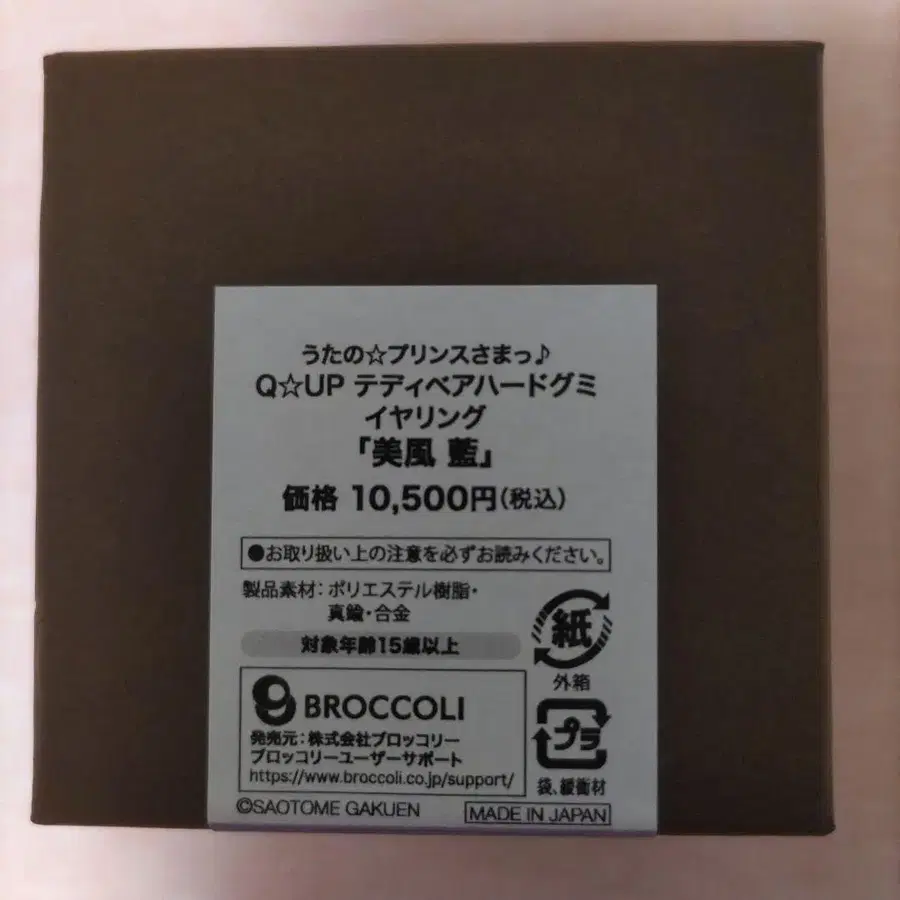 うたの☆プリンスさまっ♪
Q☆UP テディベアハードグミ
イヤリング
「美風 藍」
価格 10,500円(税込)
●お取り扱い上の注意を必ずお読みください。
製品素材：ポリエステル樹脂・
真鍮・合金
対象年齢15歳以上
紙
外箱
BROCCOLI
発売元：株式会社ブロッコリー
ブロッコリーユーザーサポート
https://www.broccoli.co.jp/support/
プラ
袋、緩衝材
©SAOTOME GAKUEN
MADE IN JAPAN